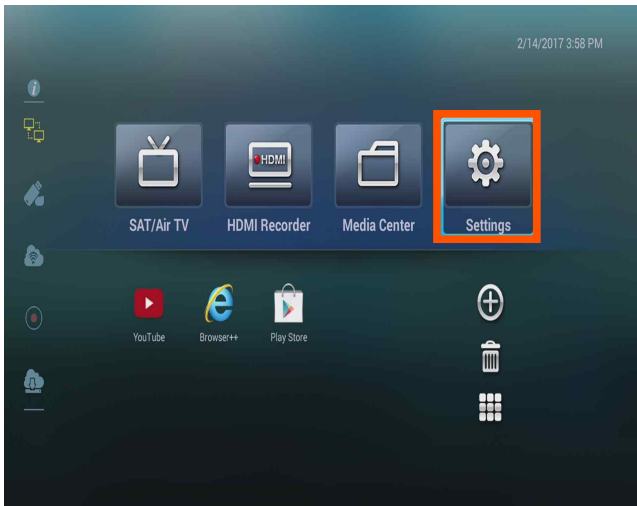 2/14/2017 3:58 PM
i
HDMI
SAT/Air TV HDMI Recorder Media Center Settings
YouTube Browser++ Play Store